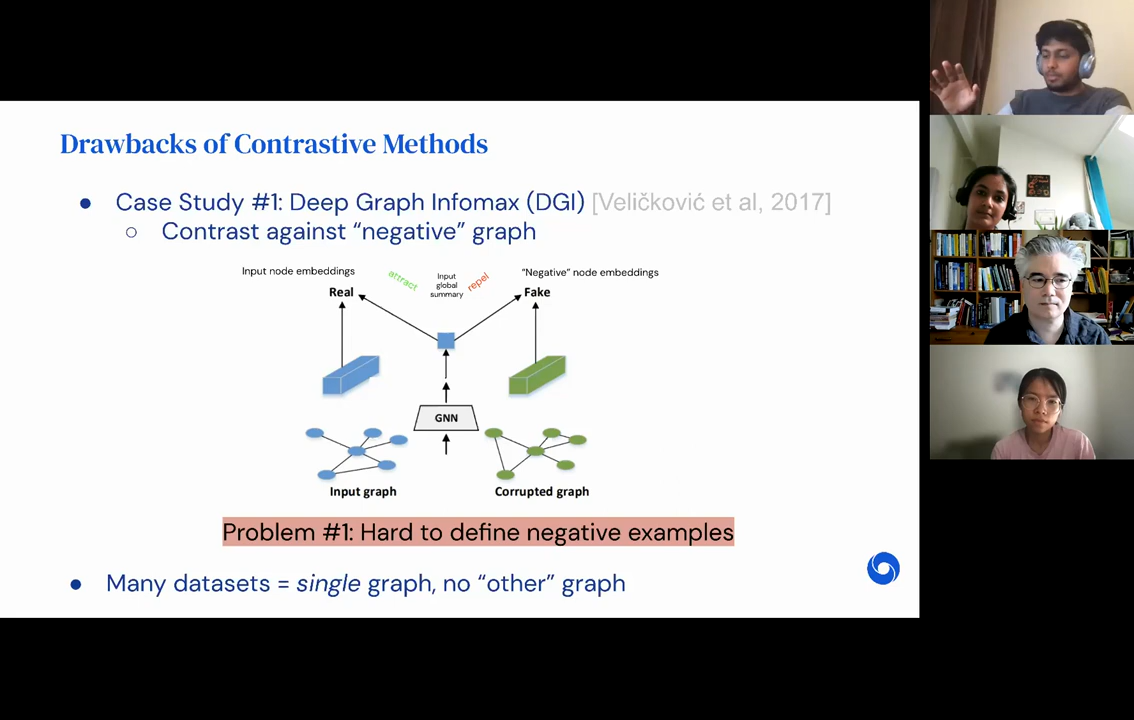 Drawbacks of Contrastive Methods
● Case Study #1: Deep Graph Infomax (DGI) [Veličković et al, 2017]
○ Contrast against “negative” graph
Input node embeddings
attract
Input
global
summary
repel
“Negative” node embeddings
Real
Fake
GNN
Input graph
Corrupted graph
Problem #1: Hard to define negative examples
● Many datasets = single graph, no “other” graph